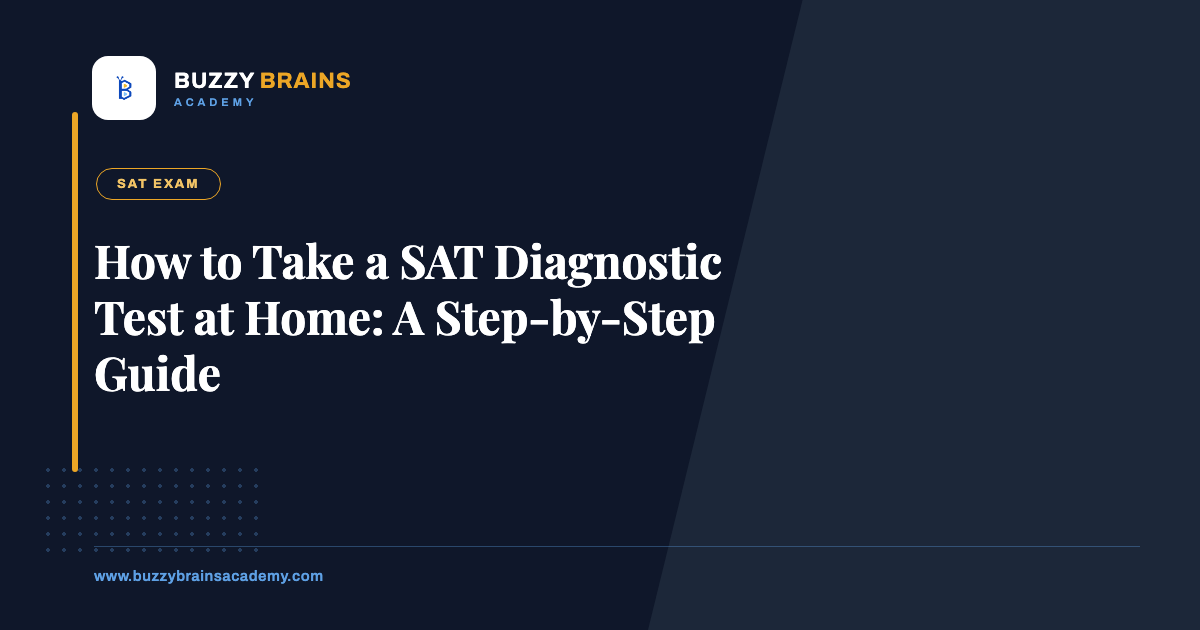 B
BUZZY BRAINS
ACADEMY
SAT EXAM
How to Take a SAT Diagnostic
Test at Home: A Step-by-Step
Guide
www.buzzybrainsacademy.com